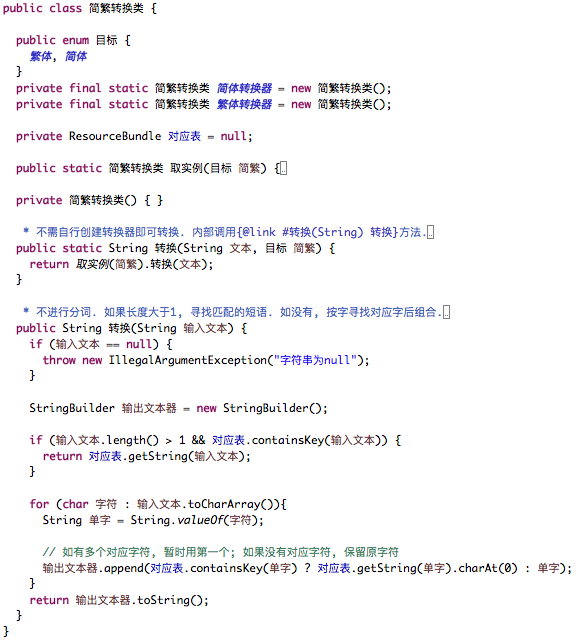 public class 简繁转换类 {
public enum 目标 {
繁体, 简体
}
private final static 简繁转换类 简体转换器 = new 简繁转换类();
private final static 简繁转换类 繁体转换器 = new 简繁转换类();
private ResourceBundle 对应表 = null;
public static 简繁转换类 取实例(目标 简繁) {
private 简繁转换类() { }
* 不需自行创建转换器即可转换. 内部调用{@link #转换(String) 转换}方法.
public static String 转换(String 文本, 目标 简繁) {
return 取实例(简繁).转换(文本);
}
* 不进行分词. 如果长度大于1, 寻找匹配的短语. 如没有, 按字寻找对应字后组合.
public String 转换(String 输入文本) {
if (输入文本 == null) {
throw new IllegalArgumentException("字符串为null");
}
StringBuilder 输出文本器 = new StringBuilder();
if (输入文本.length() > 1 && 对应表.containsKey(输入文本)) {
return 对应表.getString(输入文本);
}
for (char 字符 : 输入文本.toCharArray()){
String 单字 = String.valueOf(字符);
// 如有多个对应字符, 暂时用第一个; 如果没有对应字符, 保留原字符
输出文本器.append(对应表.containsKey(单字) ? 对应表.getString(单字).charAt(0) : 单字);
}
return 输出文本器.toString();
}
}